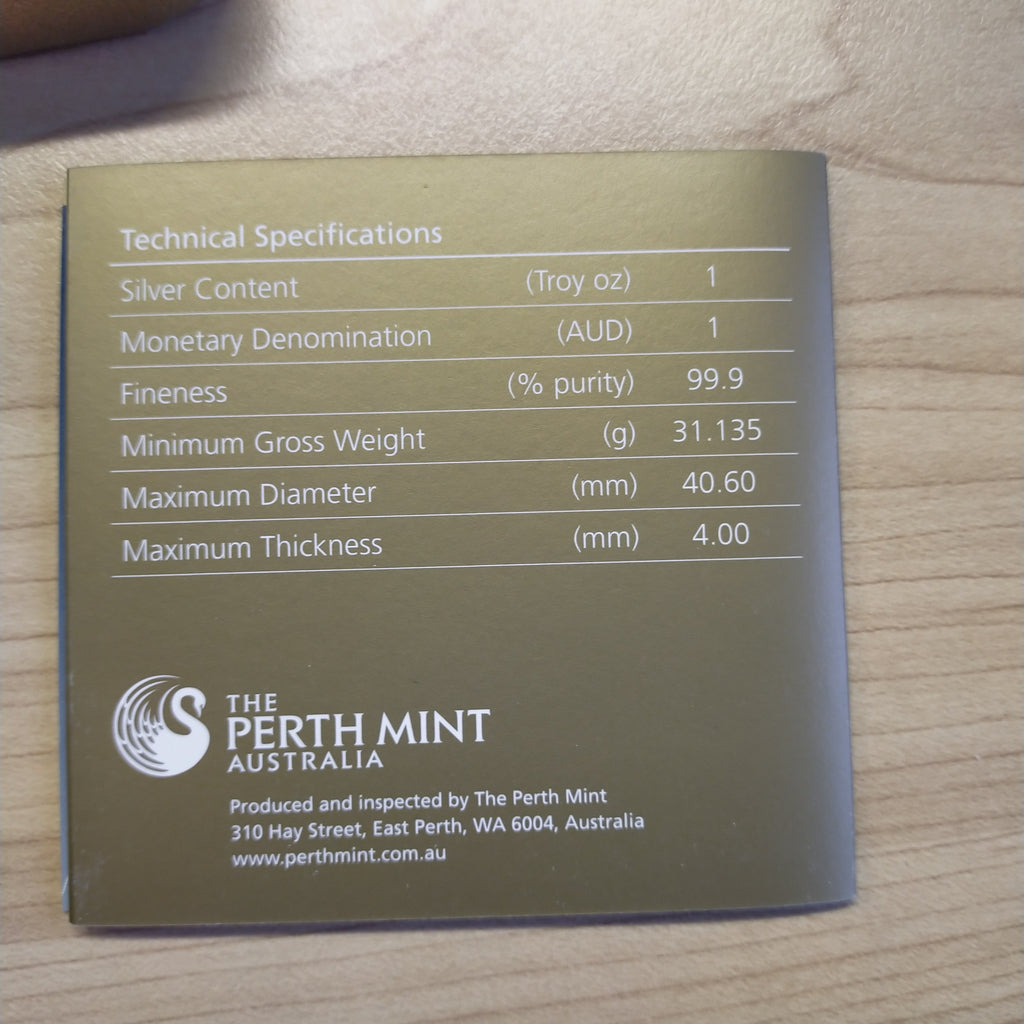 Technical Specifications
Silver Content (Troy oz) 1
Monetary Denomination (AUD) 1
Fineness (% purity) 99.9
Minimum Gross Weight (g) 31.135
Maximum Diameter (mm) 40.60
Maximum Thickness (mm) 4.00
THE
PERTH MINT
AUSTRALIA
Produced and inspected by The Perth Mint
310 Hay Street, East Perth, WA 6004, Australia
www.perthmint.com.au